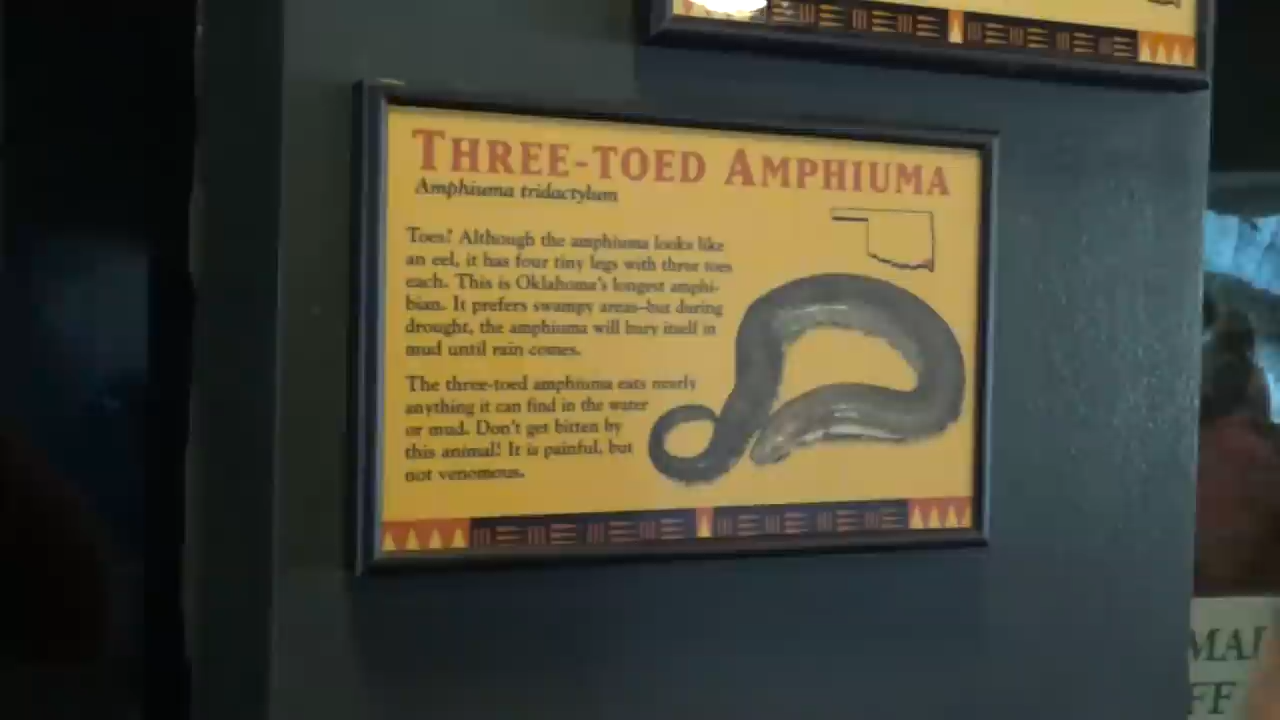 THREE-TOED AMPHIUMA
Amphiuma tridactylum
Toes! Although the amphiuma looks like
an eel, it has four tiny legs with three toes
each. This is Oklahoma's longest amphi-
bian. It prefers swampy areas–but during
drought, the amphiuma will bury itself in
mud until rain comes.
The three-toed amphiuma eats nearly
anything it can find in the water
or mud. Don't get bitten by
this animal! It is painful, but
not venomous.